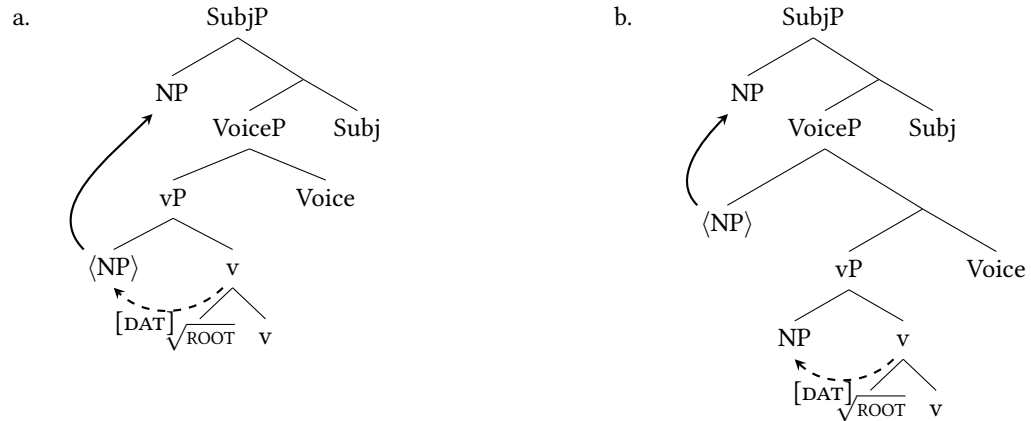 a.
SubjP
NP
VoiceP Subj
vP Voice
⟨NP⟩ v
[DAT] √ROOT v
b.
SubjP
NP
VoiceP Subj
⟨NP⟩
vP Voice
NP v
[DAT] √ROOT v